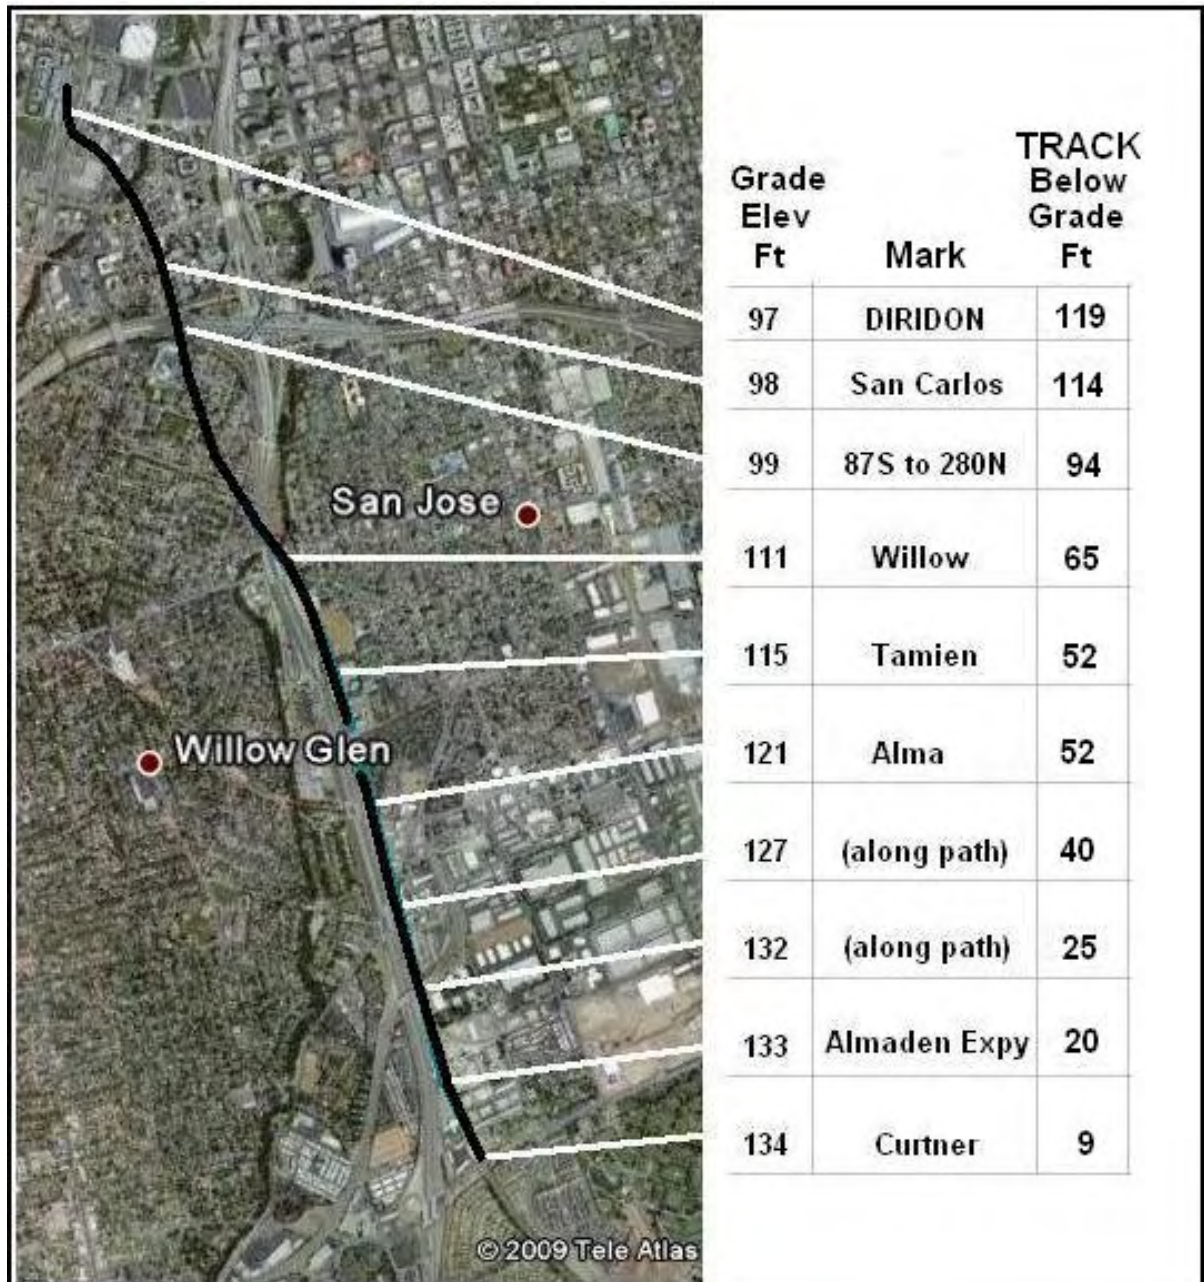 TRACK
Grade Below
Elev Grade
Ft Mark Ft
97 DIRIDON 119
98 San Carlos 114
99 87S to 280N 94
San Jose
111 Willow 65
115 Tamien 52
Willow Glen
121 Alma 52
127 (along path) 40
132 (along path) 25
133 Almaden Expy 20
134 Curtner 9
© 2009 Tele Atlas